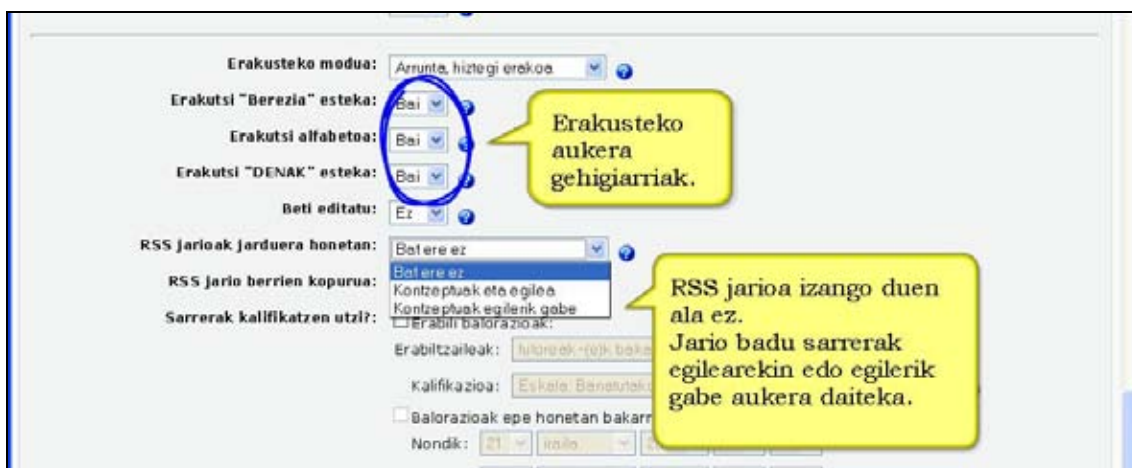 Erakusteko modua: Arrunta, hiztegi erakoa
Erakutsi "Berezia" esteka: Bai
Erakutsi alfabetoa: Bai
Erakutsi "DENAK" esteka: Bai
Erakusteko
aukera
gehigiarriak.
Beti editatu: Ez
RSS jarioak jarduera honetan: Bat ere ez
RSS jario berrien kopurua:
Bat ere ez
Kontzeptuak eta egilea
Kontzeptuak egilerik gabe
Sarrerak kalifikatzen utzi?: Erabili balorazioak:
Erabiltzaileak: 
Kalifikazioa: Eskala:
Balorazioak epe honetan
Nondik: 21 iraila
RSS jarioa izango duen
ala ez.
Jario badu sarrerak
egilearekin edo egilerik
gabe aukera daiteka.